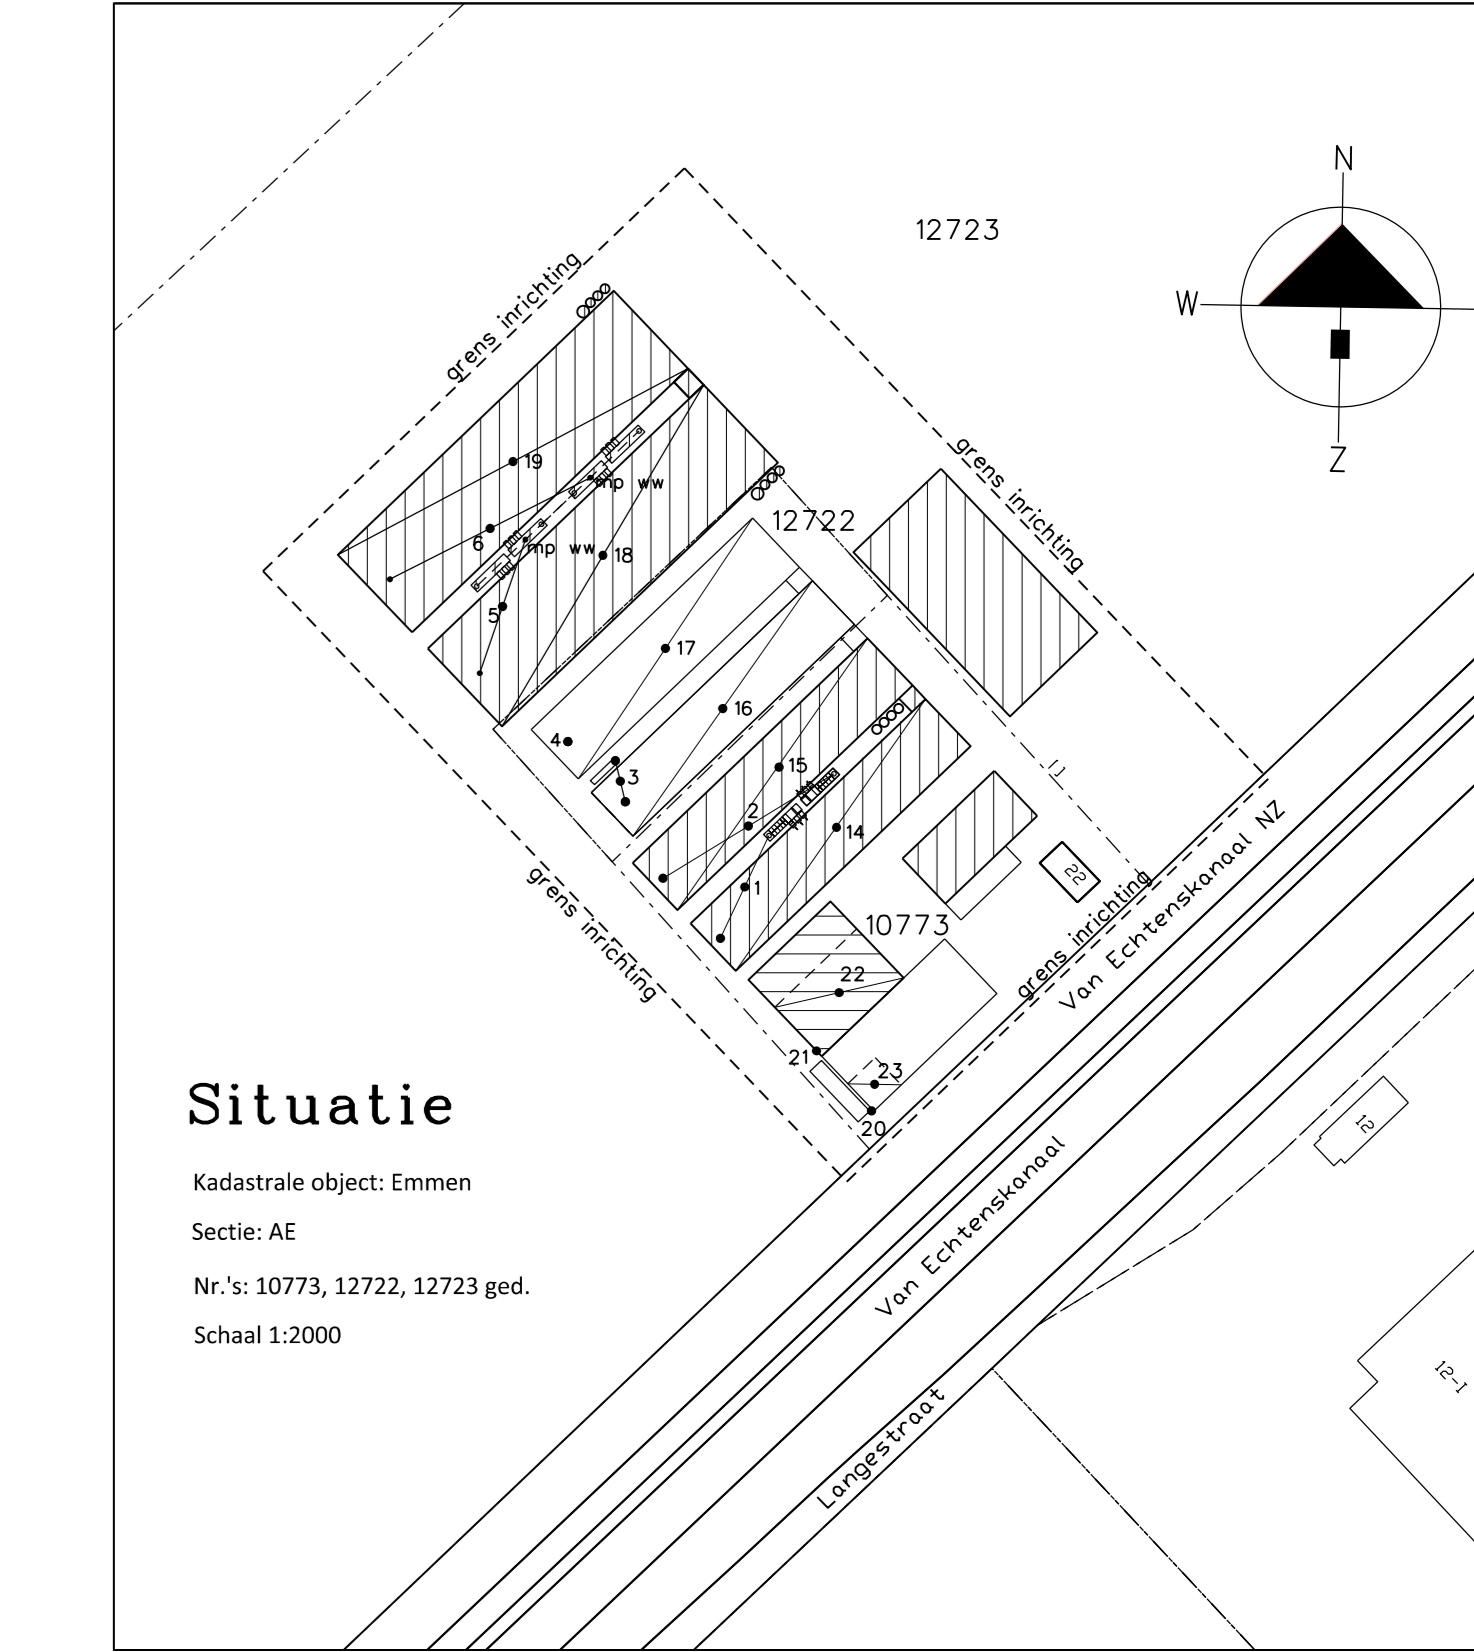 N
12723
grens inrichting
W
Z
grens inrichting
19
mp ww
12722
6
mp ww
18
5
17
16
4
3
15
2
14
1
22
Van Echtenskanaal NZ
grens inrichting
10773
grens inrichting
22
21
23
20
Situatie
Kadastrale object: Emmen
Sectie: AE
Nr.'s: 10773, 12722, 12723 ged.
Schaal 1:2000
12
Van Echtenskanaal
12-I
Langestraat